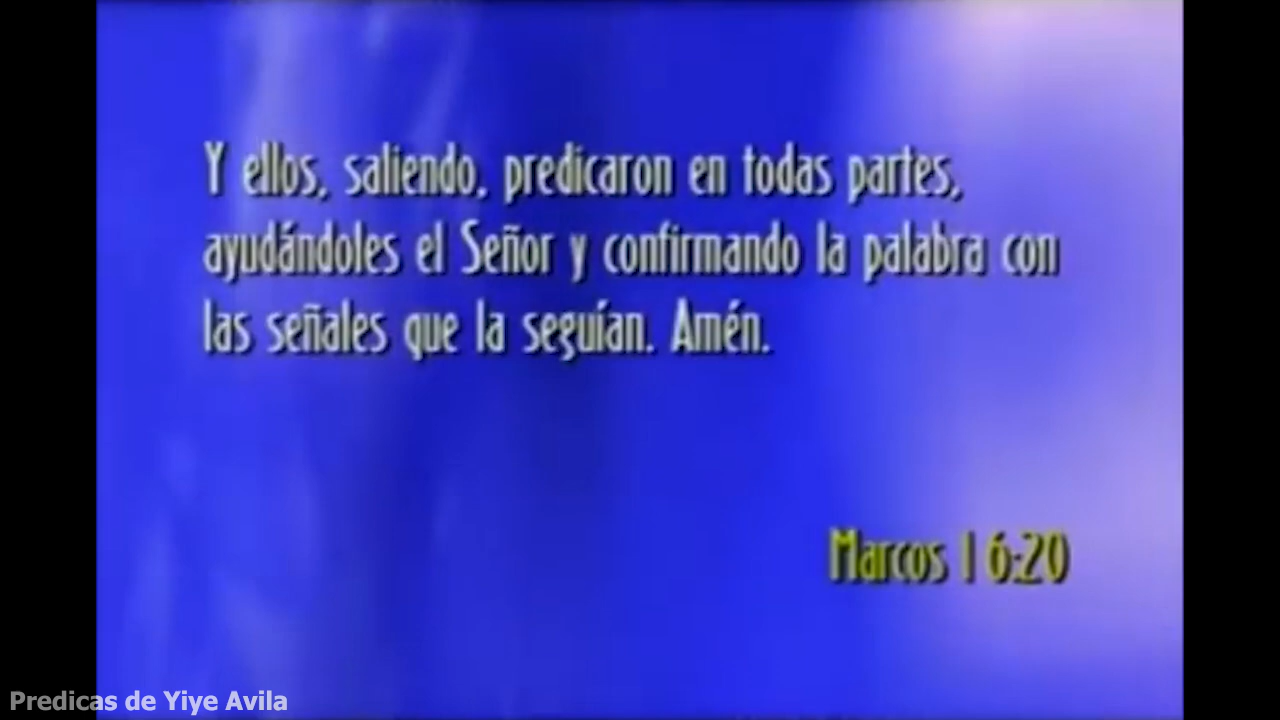 Y ellos, saliendo, predicaron en todas partes,
ayudándoles el Señor y confirmando la palabra con
las señales que la seguían. Amén.
Marcos 16:20
Predicas de Yiye Avila